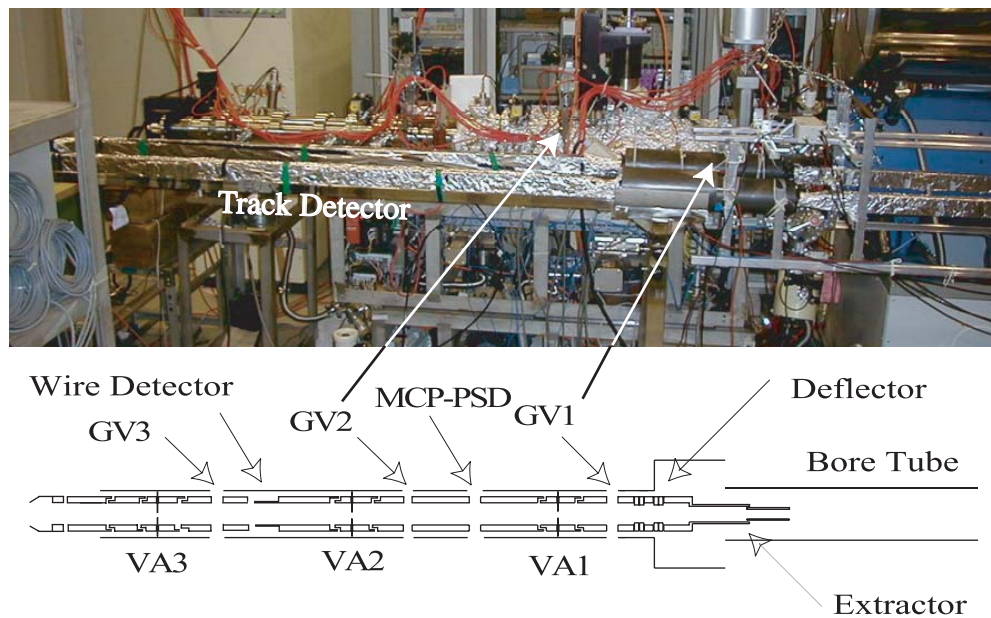 Track Detector
Wire Detector
GV3
GV2
MCP-PSD
GV1
Deflector
Bore Tube
VA3
VA2
VA1
Extractor